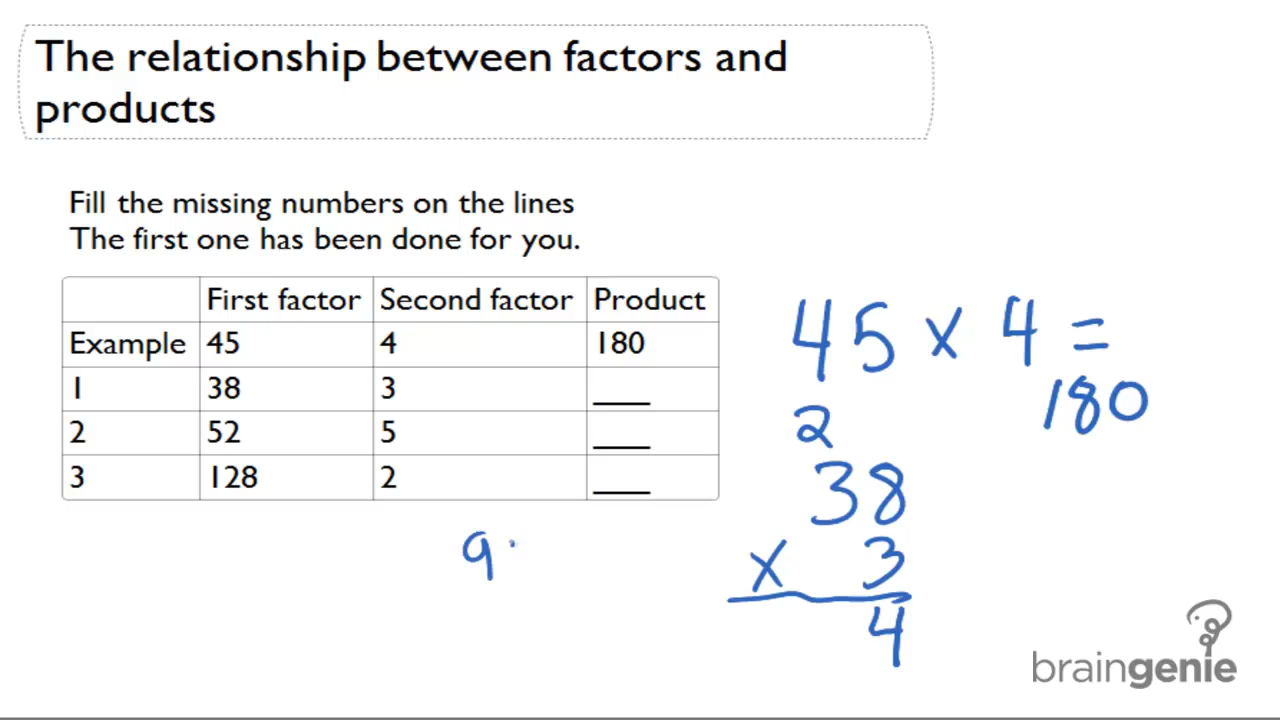 The relationship between factors and
products
Fill the missing numbers on the lines
The first one has been done for you.
First factor Second factor Product
Example 45 4 180
1 38 3 ____
2 52 5 ____
3 128 2 ____
45 x 4 =
180
2
38
x 3
4
9
braingenie